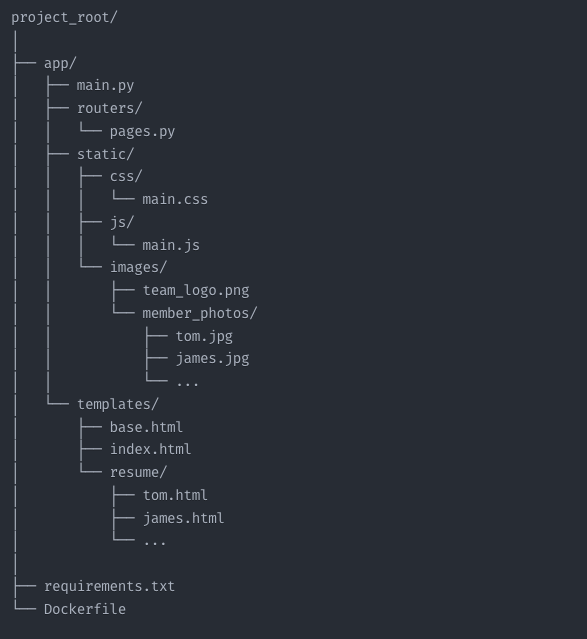 project_root/
│
├── app/
│   ├── main.py
│   ├── routers/
│   │   └── pages.py
│   ├── static/
│   │   ├── css/
│   │   │   └── main.css
│   │   ├── js/
│   │   │   └── main.js
│   │   └── images/
│   │       ├── team_logo.png
│   │       └── member_photos/
│   │           ├── tom.jpg
│   │           ├── james.jpg
│   │           └── ...
│   └── templates/
│       ├── base.html
│       ├── index.html
│       └── resume/
│           ├── tom.html
│           ├── james.html
│           └── ...
│
├── requirements.txt
└── Dockerfile